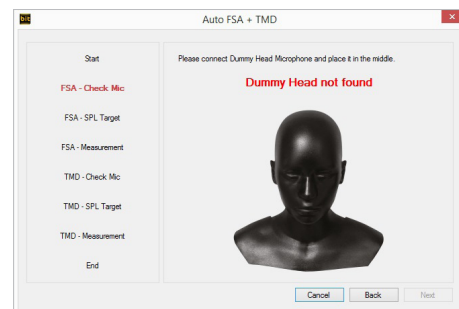 bit
Auto FSA + TMD
Start
FSA - Check Mic
FSA - SPL Target
FSA - Measurement
TMD - Check Mic
TMD - SPL Target
TMD - Measurement
End
Please connect Dummy Head Microphone and place it in the middle.
Dummy Head not found
Cancel Back Next